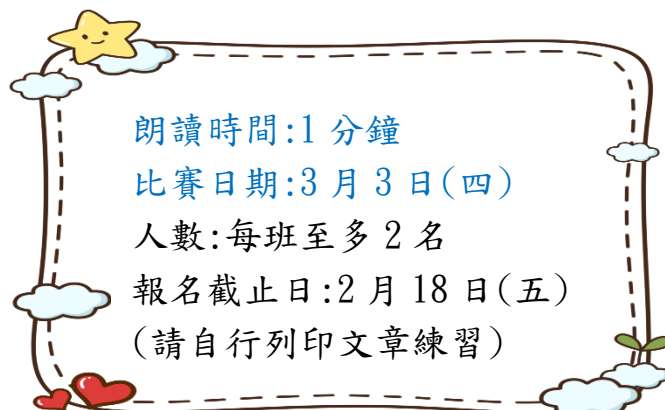 朗讀時間:1 分鐘
比賽日期:3 月 3 日(四)
人數:每班至多 2 名
報名截止日:2 月 18 日(五)
(請自行列印文章練習)